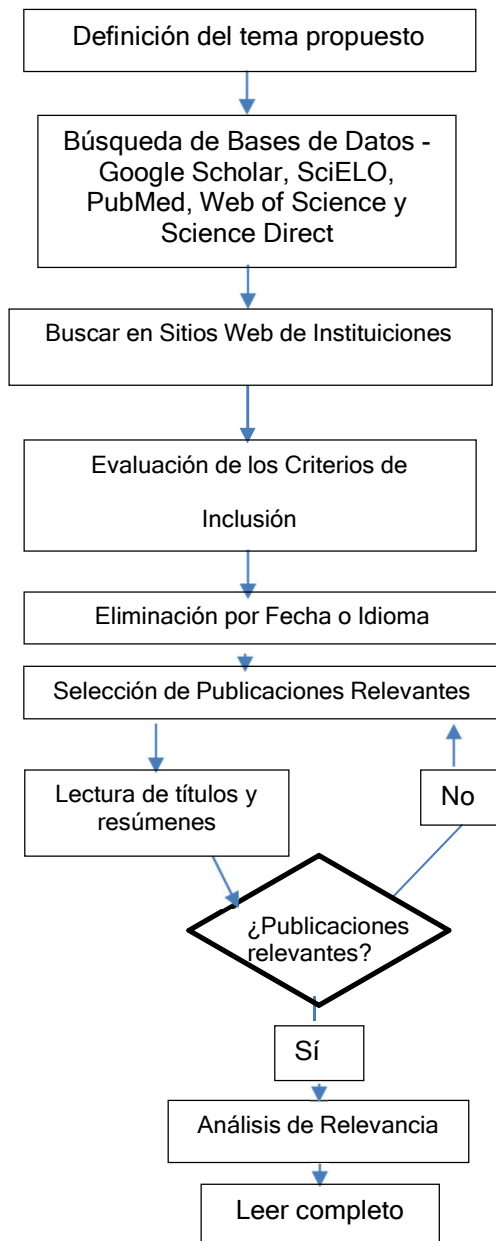 Definición del tema propuesto
Búsqueda de Bases de Datos -
Google Scholar, SciELO,
PubMed, Web of Science y
Science Direct
Buscar en Sitios Web de Instituiciones
Evaluación de los Criterios de
Inclusión
Eliminación por Fecha o Idioma
Selección de Publicaciones Relevantes
Lectura de títulos y
resúmenes
No
¿Publicaciones
relevantes?
Sí
Análisis de Relevancia
Leer completo